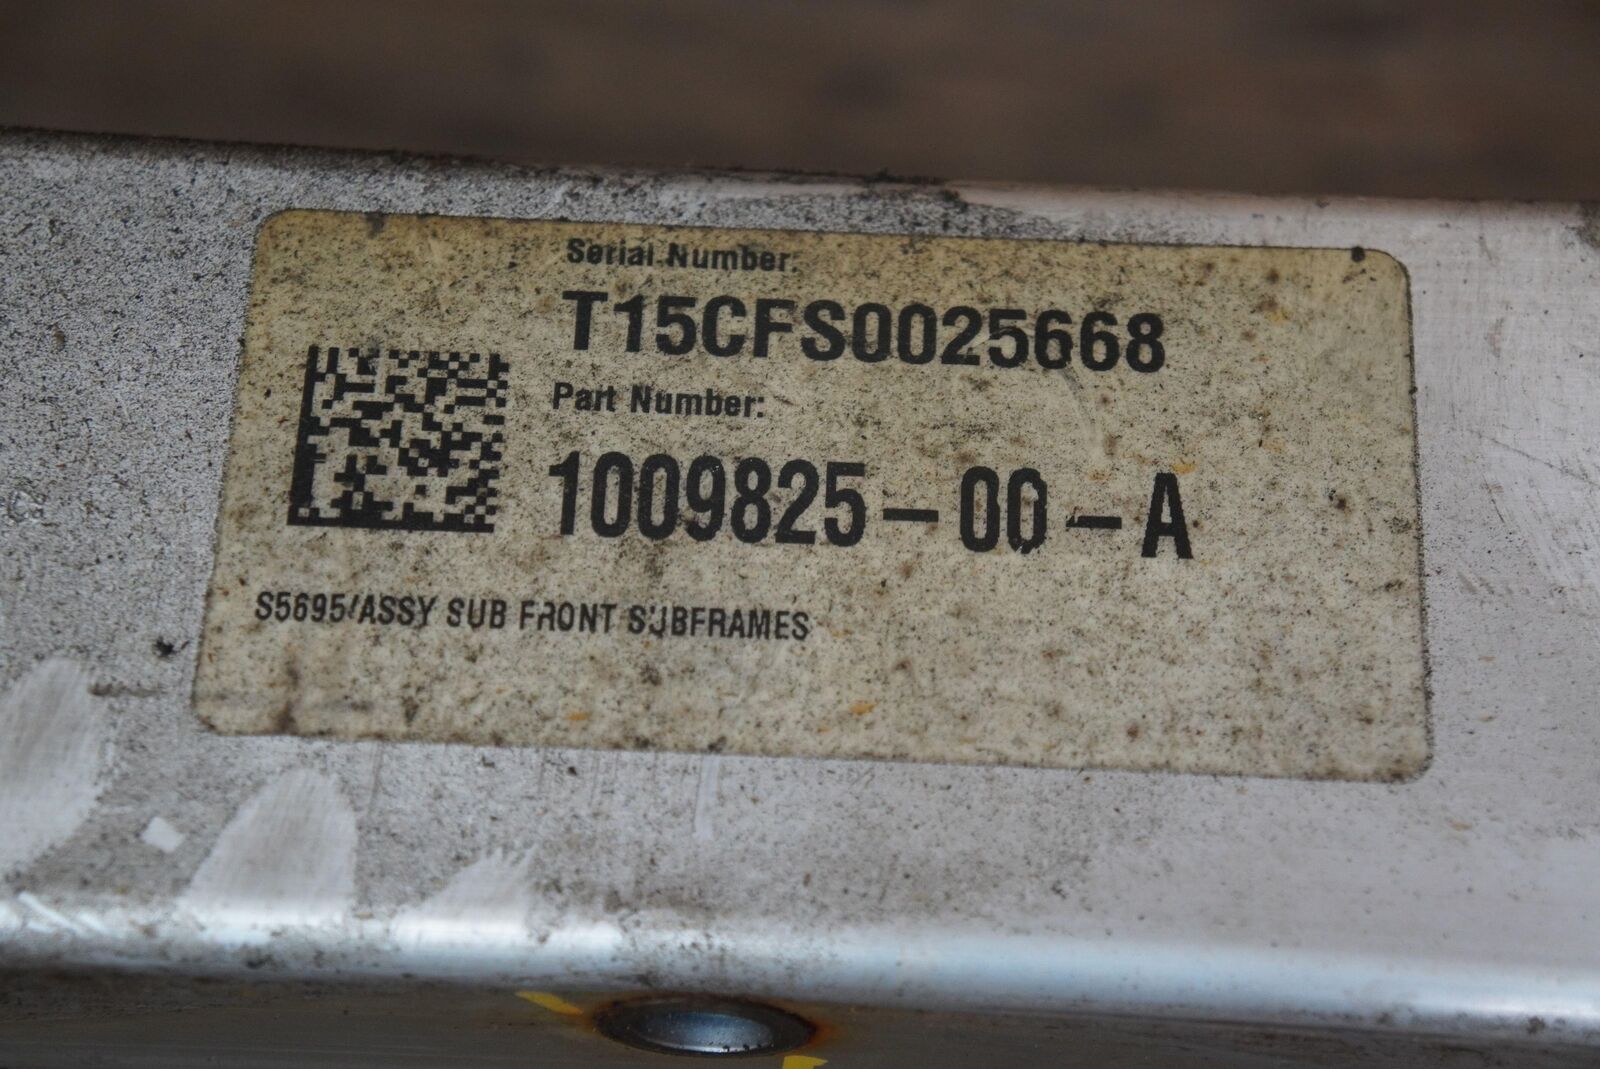 Serial Number:
T15CFS0025668
Part Number:
1009825-00-A
S5695/ASSY SUB FRONT SUBFRAMES